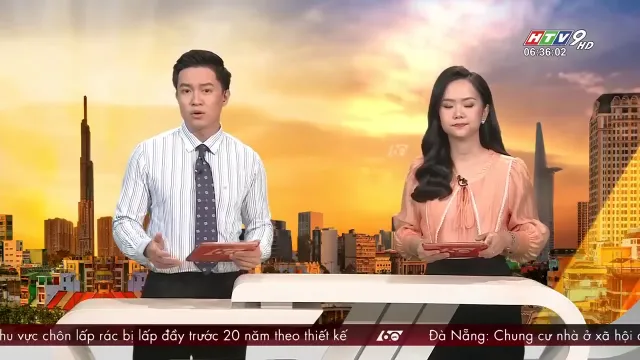 HTV9 HD
06:36:02
hu vực chôn lấp rác bị lấp đầy trước 20 năm theo thiết kế 60 Đà Nẵng: Chung cư nhà ở xã hội